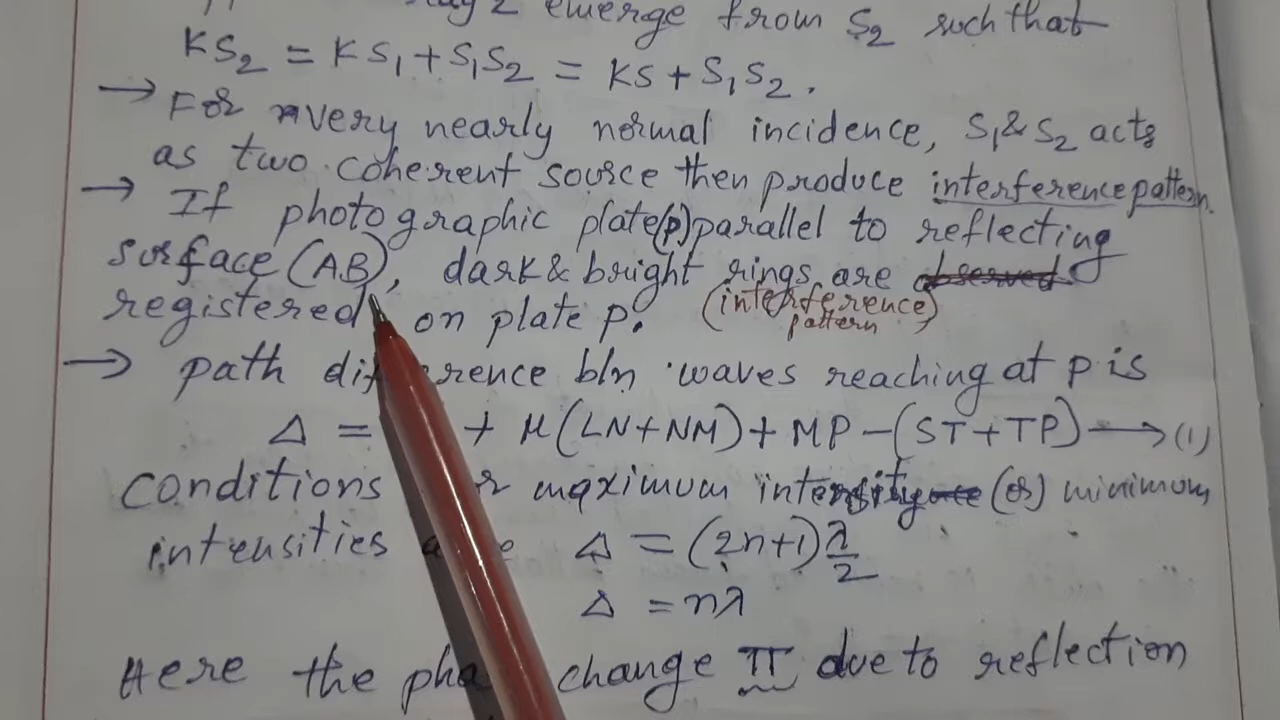 2 emerge from S2 such that
KS2 = KS1 + S1S2 = KS + S1S2.
→ For very nearly normal incidence, S1 & S2 acts
as two coherent source then produce interference pattern.
→ If photographic plate (p) parallel to reflecting
surface (AB), dark & bright rings are observed
registered on plate p. (interference
pattern)
→ path difference b/n waves reaching at p is
Δ = + μ(LN+NM) + MP - (ST+TP) → (1)
conditions maximum intensity (or) minimum
intensities Δ = (2n+1)λ/2
Δ = nλ
Here the change π due to reflection